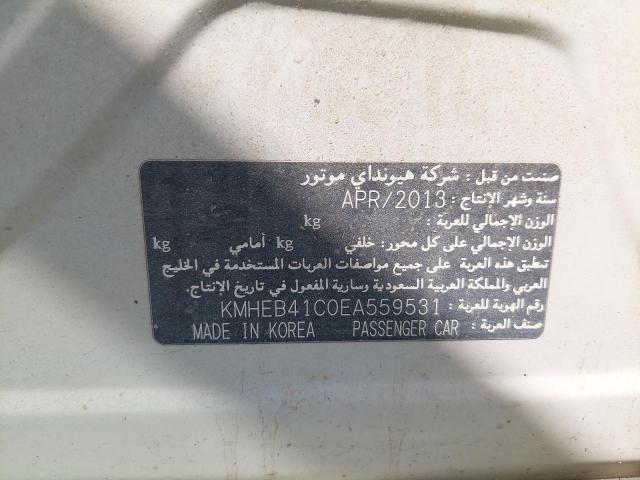 صنعت من قبل : شركة هيونداي موتور
سنة وشهر الإنتاج : APR/2013
الوزن الإجمالي للعربة : kg
الوزن الإجمالي على كل محور: خلفي kg أمامي kg
تنطبق هذه العربة على جميع مواصفات العربات المستخدمة في الخليج
العربي والمملكة العربية السعودية وسارية المفعول في تاريخ الإنتاج.
رقم الهوية للعربة : KMHEB41C0EA559531
صنف العربة : PASSENGER CAR MADE IN KOREA